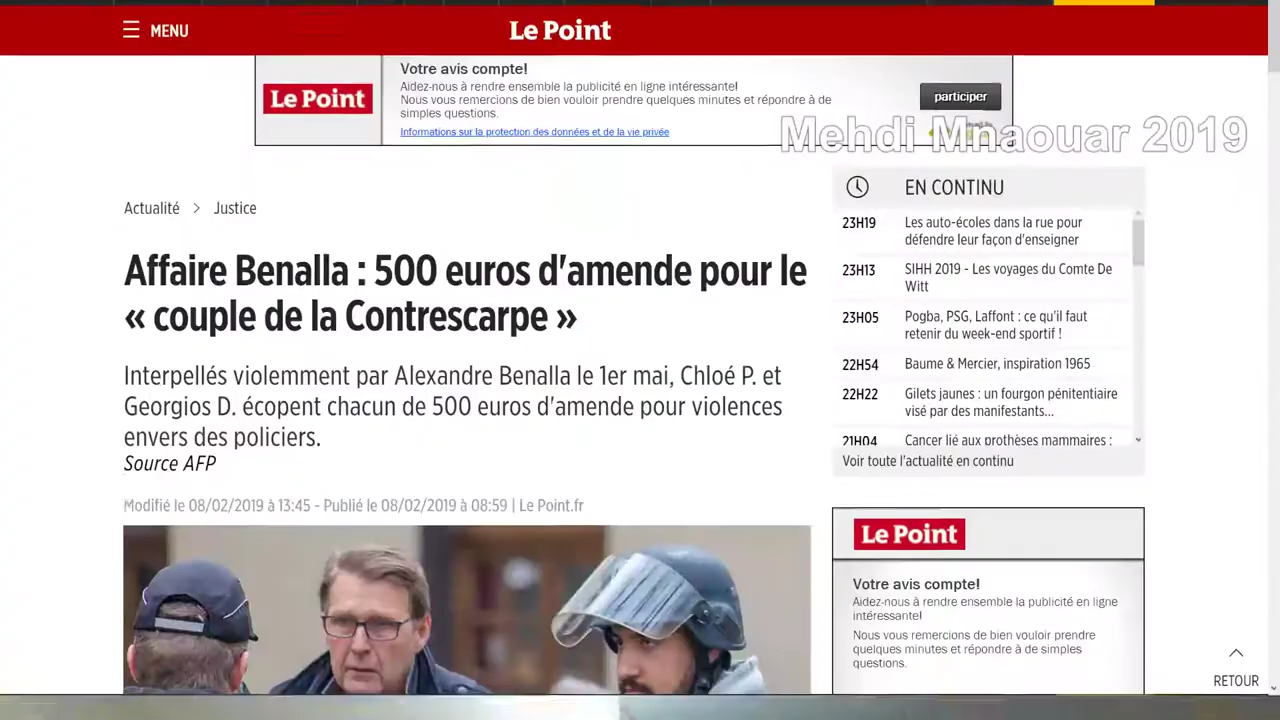 MENU
Le Point
Le Point
Votre avis compte!
Aidez-nous à rendre ensemble la publicité en ligne intéressante!
Nous vous remercions de bien vouloir prendre quelques minutes et répondre à de
simples questions.
Informations sur la protection des données et de la vie privée
participer
Mehdi Mnaouar 2019
Actualité > Justice
Affaire Benalla : 500 euros d'amende pour le
« couple de la Contrescarpe »
Interpellés violemment par Alexandre Benalla le 1er mai, Chloé P. et
Georgios D. écopent chacun de 500 euros d'amende pour violences
envers des policiers.
Source AFP
Modifié le 08/02/2019 à 13:45 - Publié le 08/02/2019 à 08:59 | Le Point.fr
EN CONTINU
23H19 Les auto-écoles dans la rue pour
défendre leur façon d'enseigner
23H13 SIHH 2019 - Les voyages du Comte De
Witt
23H05 Pogba, PSG, Laffont : ce qu'il faut
retenir du week-end sportif !
22H54 Baume & Mercier, inspiration 1965
22H22 Gilets jaunes : un fourgon pénitentiaire
visé par des manifestants...
21H04 Cancer lié aux prothèses mammaires :
Voir toute l'actualité en continu
Le Point
Votre avis compte!
Aidez-nous à rendre ensemble la publicité en ligne
intéressante!
Nous vous remercions de bien vouloir prendre
quelques minutes et répondre à de simples
questions.
RETOUR